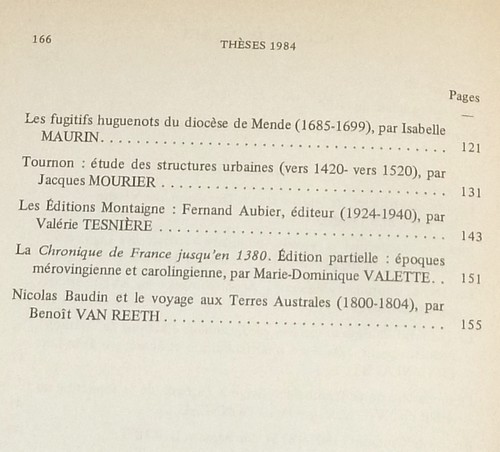 166
THÈSES 1984
Pages
Les fugitifs huguenots du diocèse de Mende (1685-1699), par Isabelle
MAURIN. . . . . . . . . . . . . . . . . . . . . . . . . . . . . . . . . . . . . . 121
Tournon : étude des structures urbaines (vers 1420- vers 1520), par
Jacques MOURIER . . . . . . . . . . . . . . . . . . . . . . . . . . . . . . . 131
Les Éditions Montaigne : Fernand Aubier, éditeur (1924-1940), par
Valérie TESNIÈRE . . . . . . . . . . . . . . . . . . . . . . . . . . . . . . . 143
La Chronique de France jusqu'en 1380. Édition partielle : époques
mérovingienne et carolingienne, par Marie-Dominique VALETTE. . 151
Nicolas Baudin et le voyage aux Terres Australes (1800-1804), par
Benoît VAN REETH . . . . . . . . . . . . . . . . . . . . . . . . . . . . . . 155